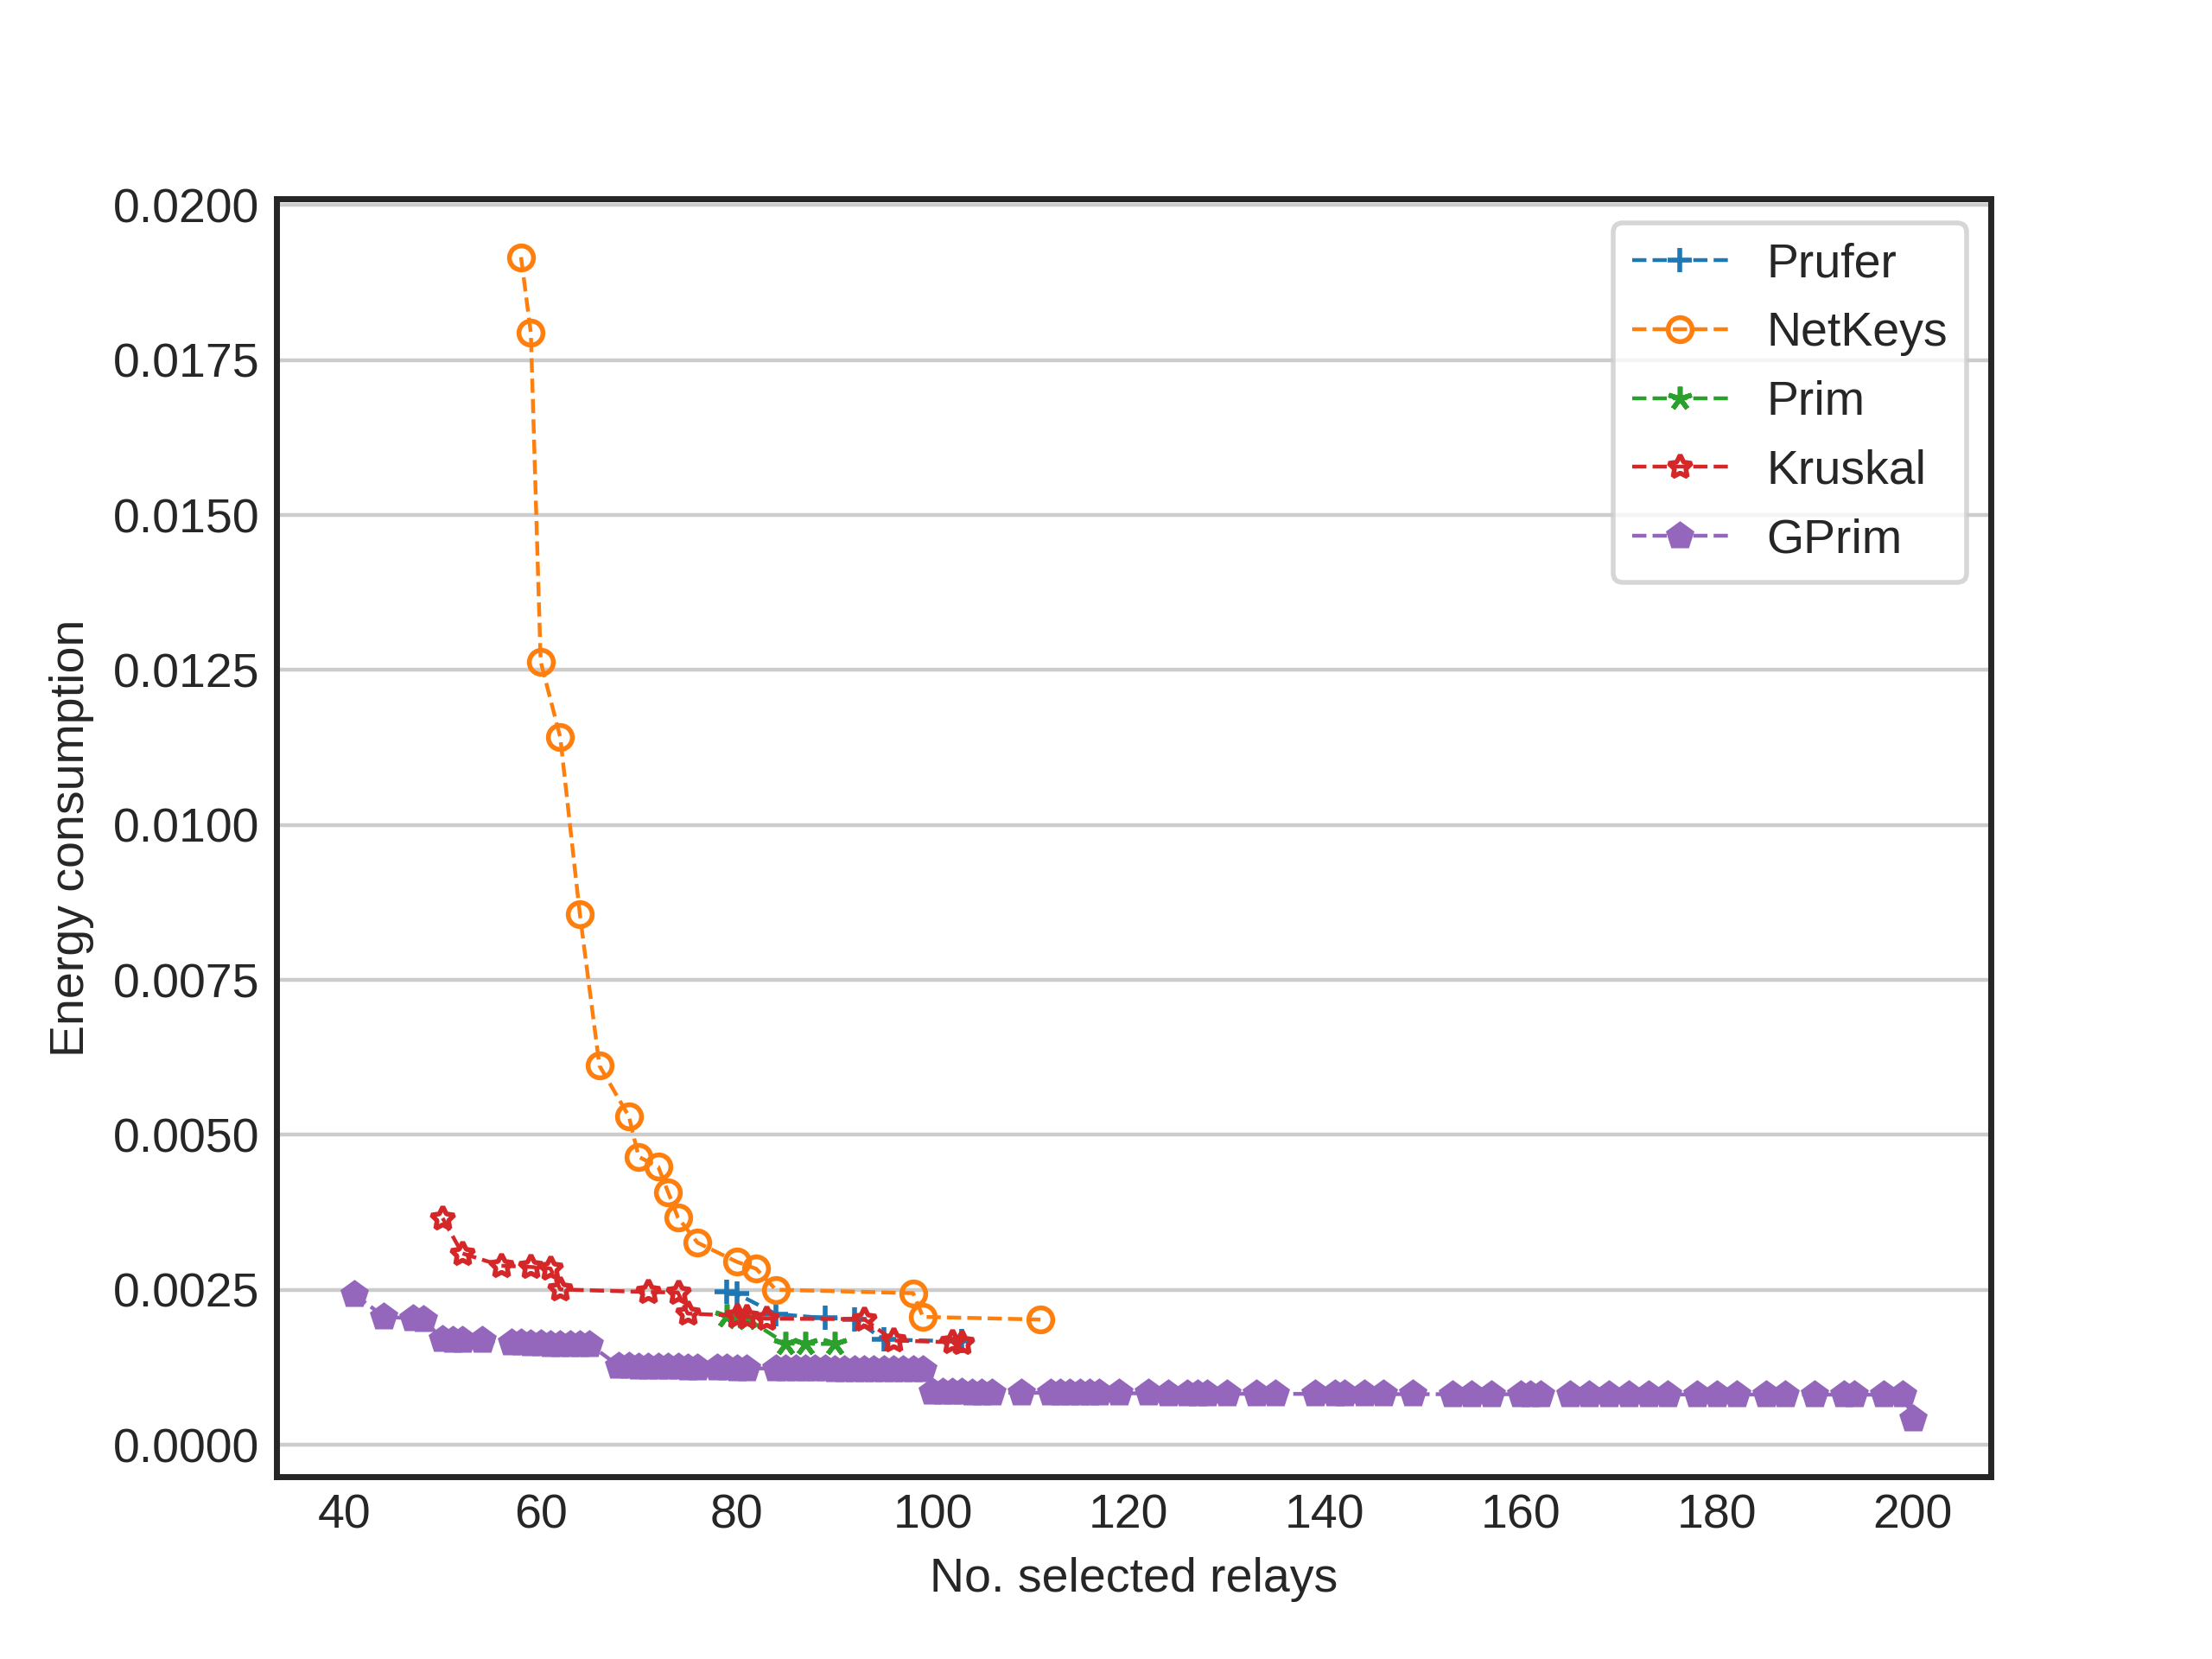 0.0200
0.0175
0.0150
0.0125
0.0100
0.0075
0.0050
0.0025
0.0000
Energy consumption
40 60 80 100 120 140 160 180 200
No. selected relays
Prufer
NetKeys
Prim
Kruskal
GPrim